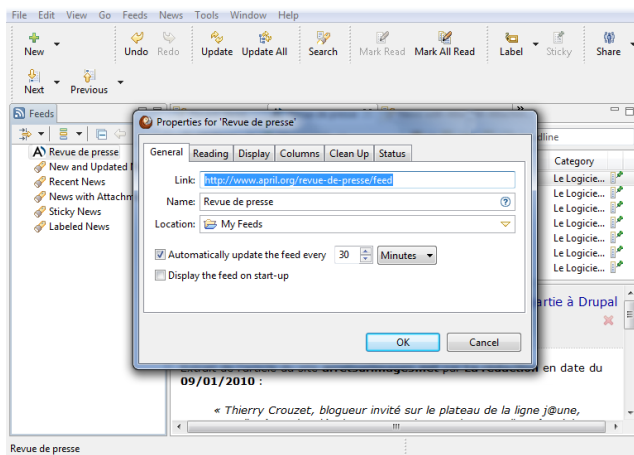 File Edit View Go Feeds News Tools Window Help
New Undo Redo Update Update All Search Mark Read Mark All Read Label Sticky Share
Next Previous
Feeds
Properties for 'Revue de presse'
General Reading Display Columns Clean Up Status
Link: http://www.april.org/revue-de-presse/feed
Name: Revue de presse
Location: My Feeds
Automatically update the feed every 30 Minutes
Display the feed on start-up
OK Cancel
Revue de presse
New and Updated
Recent News
News with Attachm
Sticky News
Labeled News
dline
Category
Le Logicie...
Le Logicie...
Le Logicie...
Le Logicie...
Le Logicie...
Le Logicie...
Le Logicie...
artie à Drupal
en date du
09/01/2010 :
« Thierry Crouzet, blogueur invité sur le plateau de la ligne j@une,
Revue de presse